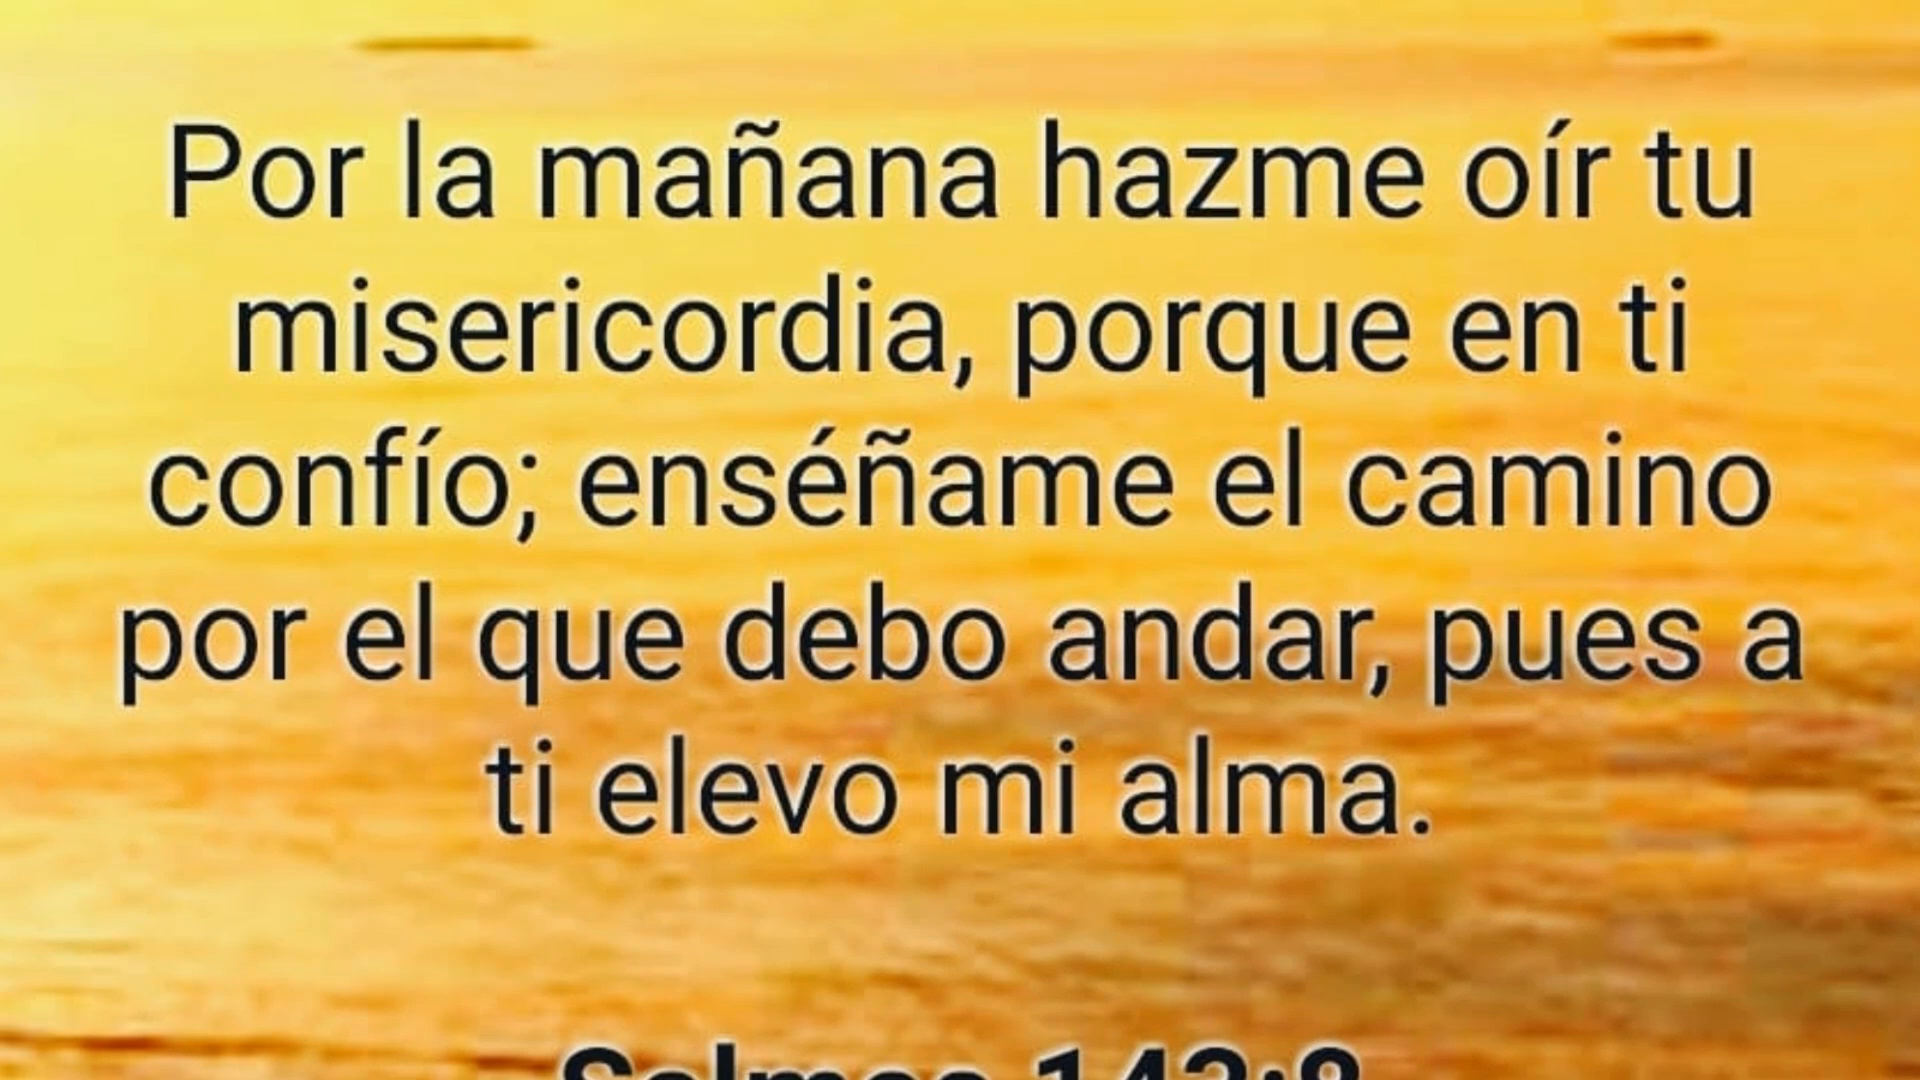 Por la mañana hazme oír tu
misericordia, porque en ti
confío; enséñame el camino
por el que debo andar, pues a
ti elevo mi alma.
Salmos 143:8